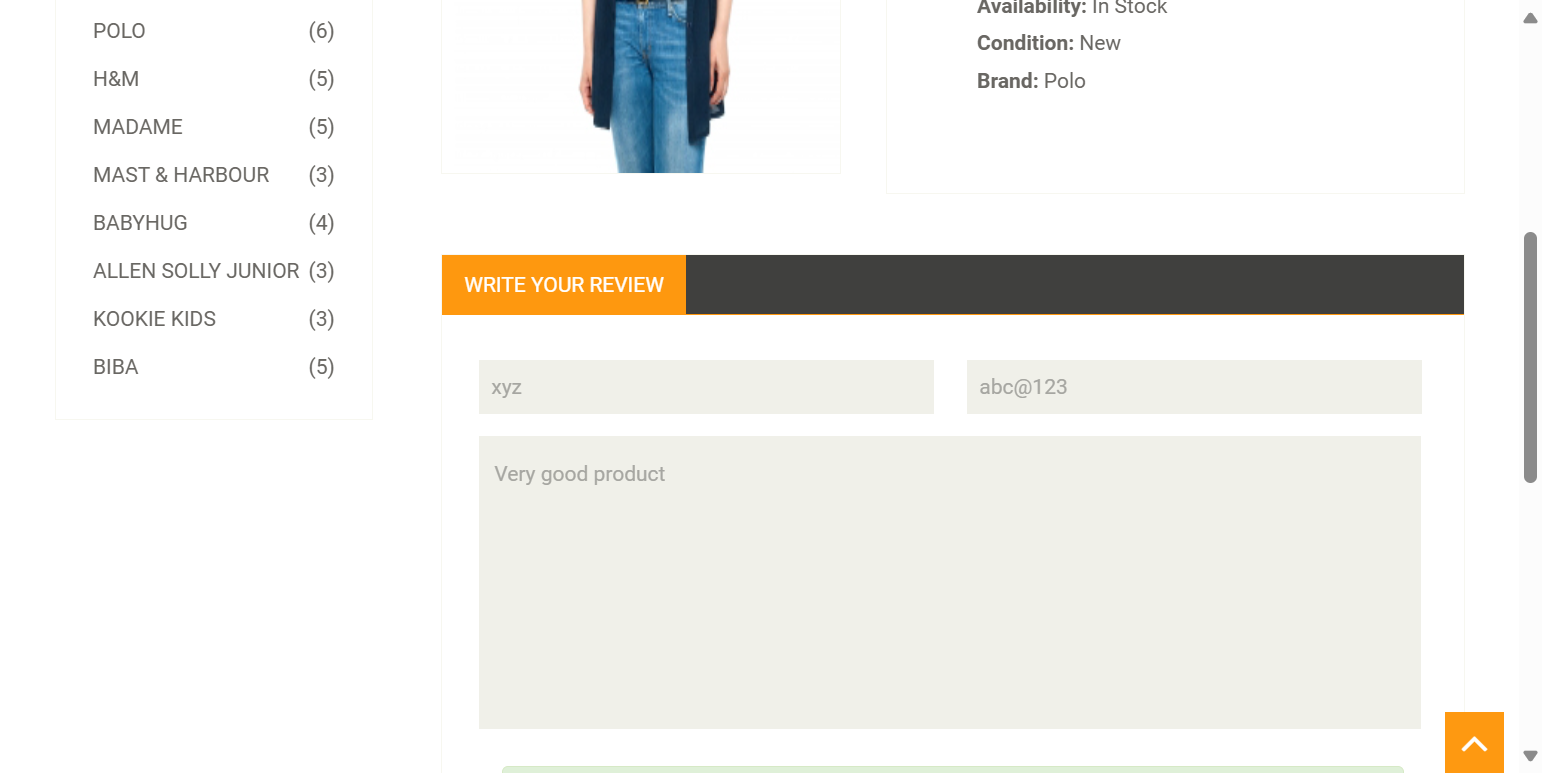 POLO (6)
H&M (5)
MADAME (5)
MAST & HARBOUR (3)
BABYHUG (4)
ALLEN SOLLY JUNIOR (3)
KOOKIE KIDS (3)
BIBA (5)
Availability: In Stock
Condition: New
Brand: Polo
WRITE YOUR REVIEW
xyz
abc@123
Very good product